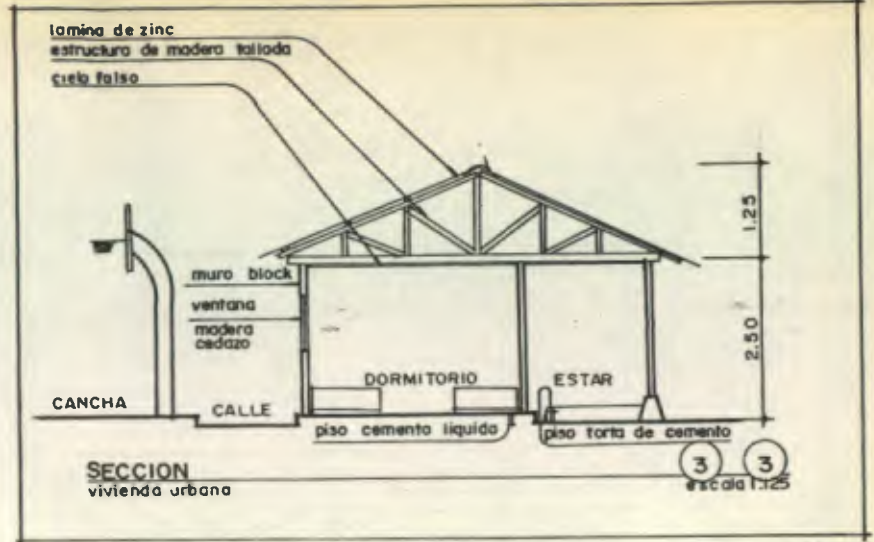 lamina de zinc
estructura de madera tallada
cielo falso
1.25
muro block
ventana
madera
cedazo
2.50
DORMITORIO
ESTAR
CANCHA
CALLE
piso cemento liquido
piso torta de cemento
SECCION
3 3
vivienda urbana
escala 1:125